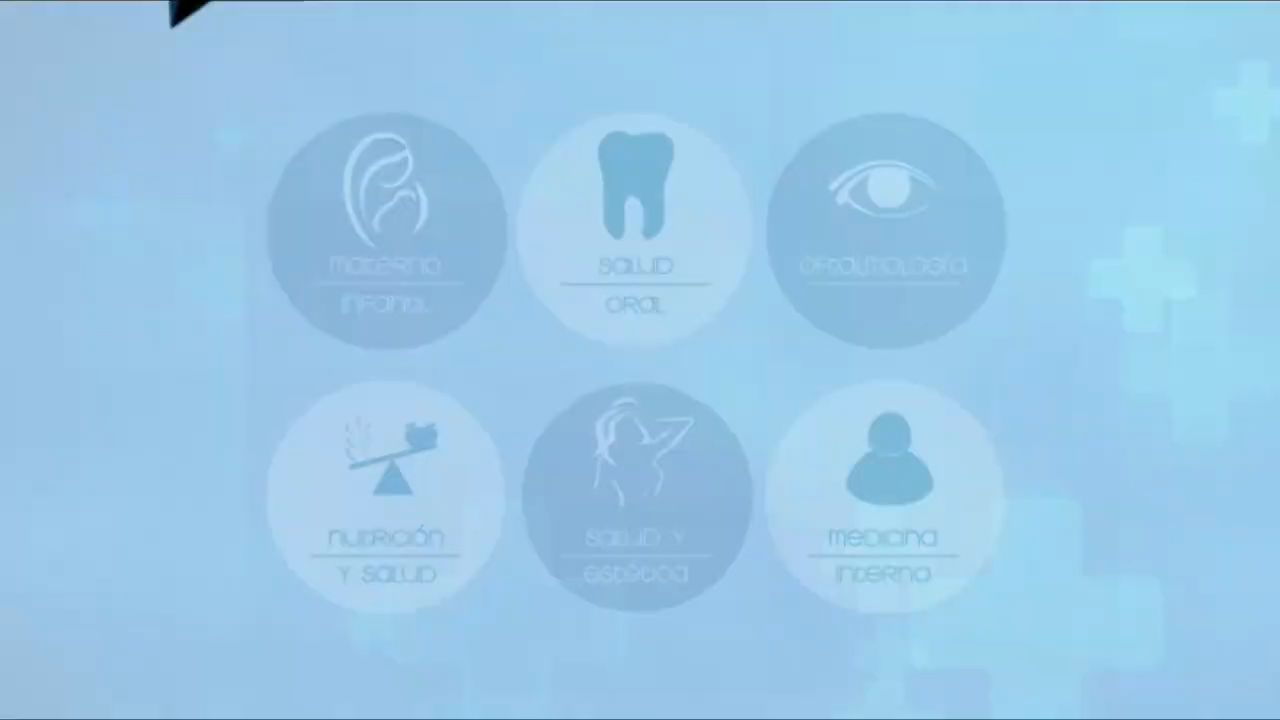 materno
infantil
salud
oral
oftalmología
nutrición
y salud
salud y
estética
medicina
interna